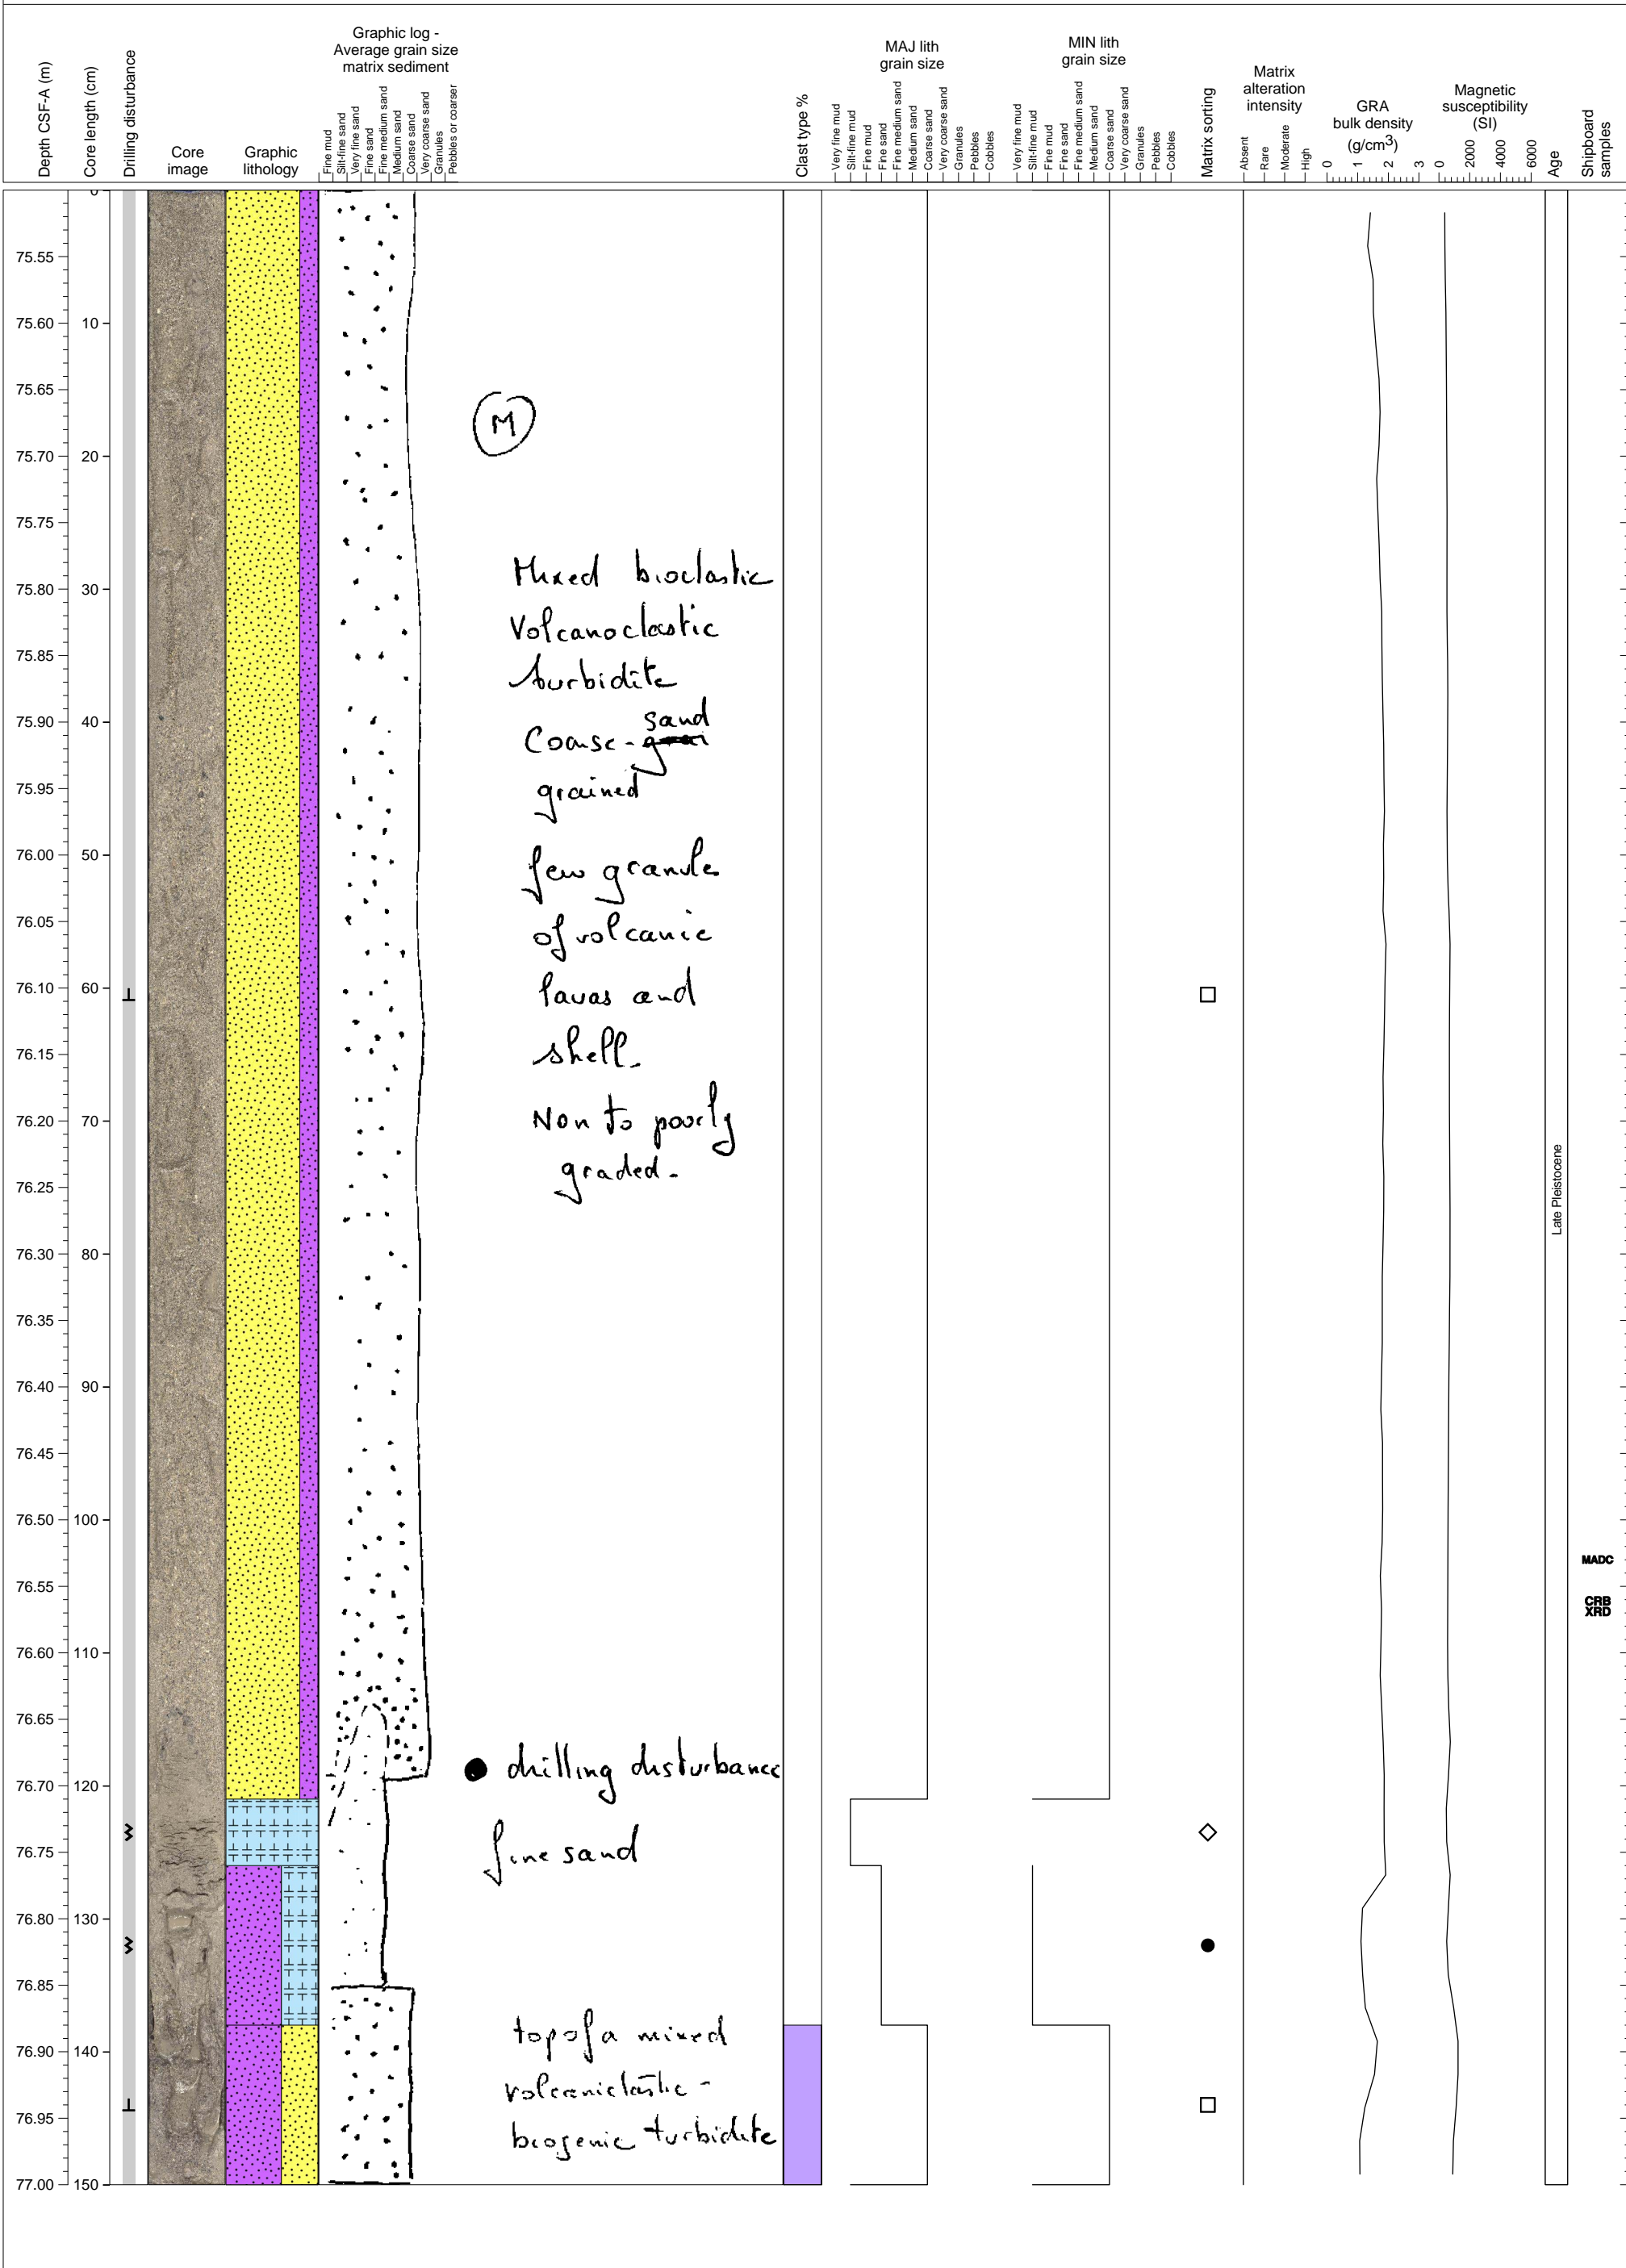 Graphic log -
Average grain size
matrix sediment
MAJ lith
grain size
MIN lith
grain size
Depth CSF-A (m)
Core length (cm)
Drilling disturbance
Core
image
Graphic
lithology
Fine mud
Silt-fine sand
Very fine sand
Fine sand
Fine medium sand
Medium sand
Coarse sand
Very coarse sand
Granules
Pebbles or coarser
Clast type %
Very fine mud
Silt-fine mud
Fine mud
Fine sand
Fine medium sand
Medium sand
Coarse sand
Very coarse sand
Granules
Pebbles
Cobbles
Very fine mud
Silt-fine mud
Fine mud
Fine sand
Fine medium sand
Medium sand
Coarse sand
Very coarse sand
Granules
Pebbles
Cobbles
Matrix sorting
Matrix
alteration
intensity
Absent
Rare
Moderate
High
GRA
bulk density
(g/cm3)
0 1 2 3
Magnetic
susceptibility
(SI)
0 2000 4000 6000
Age
Shipboard
samples
0
75.55
75.60 10
75.65
M
75.70 20
75.75
Mixed bioclastic
75.80 30
Volcanoclastic
75.85
turbidite
sand
75.90 40
Coarse-
75.95
grained
76.00 50
few granule
76.05
of volcanic
76.10 60
lavas and
76.15
shell.
76.20 70
Non to poorly
graded-
76.25
Late Pleistocene
76.30 80
76.35
76.40 90
76.45
76.50 100
MADC
76.55
CRB
XRD
76.60 110
76.65
drilling disturbance
76.70 120
fine sand
76.75
76.80 130
76.85
top of a mixed
76.90 140
volcaniclastic-
76.95
biogenic turbidite
77.00 150